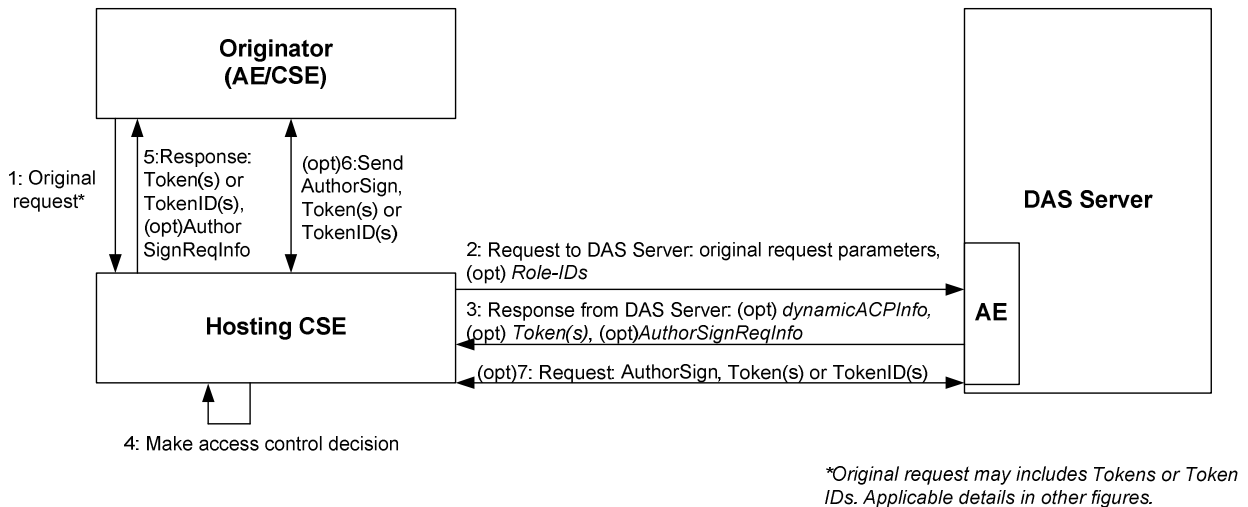 Originator
(AE/CSE)
1: Original
request*
5:Response:
Token(s) or
TokenID(s),
(opt)Author
SignReqInfo
(opt)6:Send
AuthorSign,
Token(s) or
TokenID(s)
DAS Server
2: Request to DAS Server: original request parameters,
(opt) Role-IDs
Hosting CSE
3: Response from DAS Server: (opt) dynamicACPInfo,
(opt) Token(s), (opt)AuthorSignReqInfo
AE
(opt)7: Request: AuthorSign, Token(s) or TokenID(s)
4: Make access control decision
*Original request may includes Tokens or Token
IDs. Applicable details in other figures.